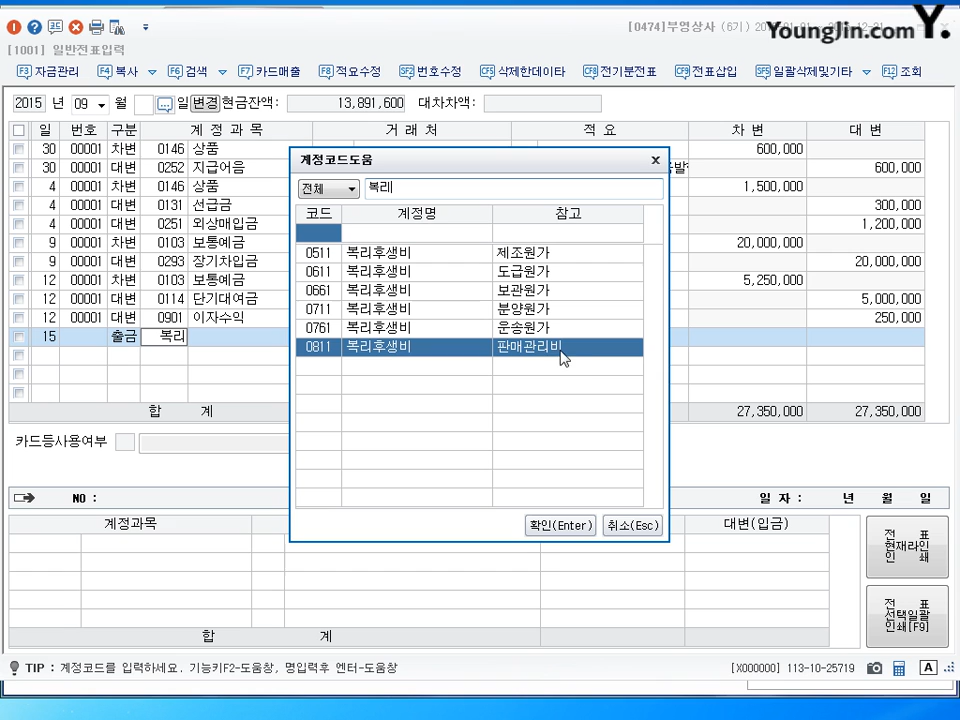 [0474]부영상사 (6기)
YoungJin.com Y.
[1001] 일반전표입력
F3 자금관리 F4 복사 F6 검색 F7 카드매출 F8 적요수정 SF2 번호수정 CF5 삭제한데이타 CF8 전기분전표 CF9 전표삽입 SF5 일괄삭제및기타 F12 조회
2015 년 09 월 일 변경 현금잔액: 13,891,600 대차차액:
일 번호 구분 계 정 과 목 거 래 처 적 요 차 변 대 변
30 00001 차변 0146 상품 600,000
30 00001 대변 0252 지급어음 600,000
4 00001 차변 0146 상품 1,500,000
4 00001 대변 0131 선급금 300,000
4 00001 대변 0251 외상매입금 1,200,000
9 00001 차변 0103 보통예금 20,000,000
9 00001 대변 0293 장기차입금 20,000,000
12 00001 차변 0103 보통예금 5,250,000
12 00001 대변 0114 단기대여금 5,000,000
12 00001 대변 0901 이자수익 250,000
15 출금 복리
합 계 27,350,000 27,350,000
계정코드도움 x
전체 복리
코드 계정명 참고
0511 복리후생비 제조원가
0611 복리후생비 도급원가
0661 복리후생비 보관원가
0711 복리후생비 분양원가
0761 복리후생비 운송원가
0811 복리후생비 판매관리비
확인(Enter) 취소(Esc)
카드등사용여부
NO : 일 자 : 년 월 일
계정과목 대변(입금)
합 계
전 표
현재라인
인 쇄
전 표
선택일괄
인쇄[F9]
TIP : 계정코드를 입력하세요. 기능키F2-도움창, 명입력후 엔터-도움창 [X000000] 113-10-25719 A